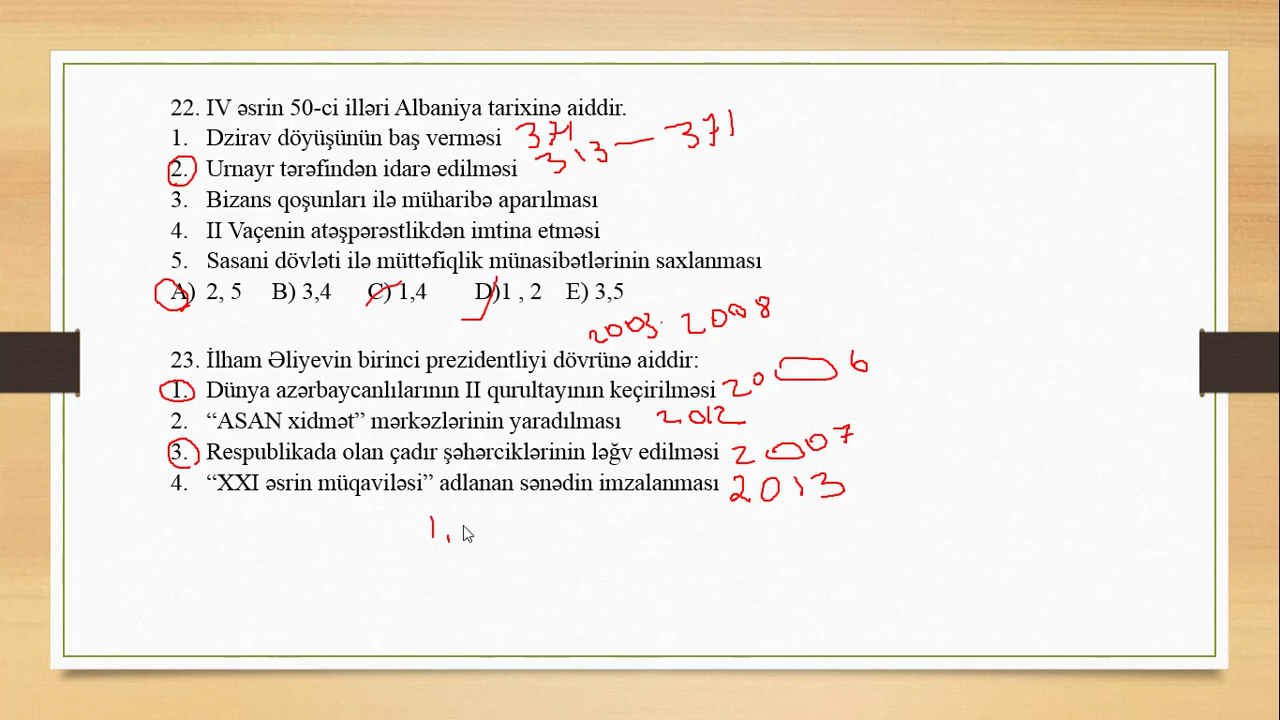 22. IV əsrin 50-ci illəri Albaniya tarixinə aiddir.
1. Dzirav döyüşünün baş verməsi 371
2. Urnayr tərəfindən idarə edilməsi 313 — 371
3. Bizans qoşunları ilə müharibə aparılması
4. II Vaçenin atəşpərəstlikdən imtina etməsi
5. Sasani dövləti ilə müttəfiqlik münasibətlərinin saxlanması
A) 2, 5 B) 3,4 C) 1,4 D)1 , 2 E) 3,5
2003. 2008
23. İlham Əliyevin birinci prezidentliyi dövrünə aiddir:
1. Dünya azərbaycanlılarının II qurultayının keçirilməsi 2006
2. “ASAN xidmət” mərkəzlərinin yaradılması 2012
3. Respublikada olan çadır şəhərciklərinin ləğv edilməsi 2007
4. “XXI əsrin müqaviləsi” adlanan sənədin imzalanması 2013
1,